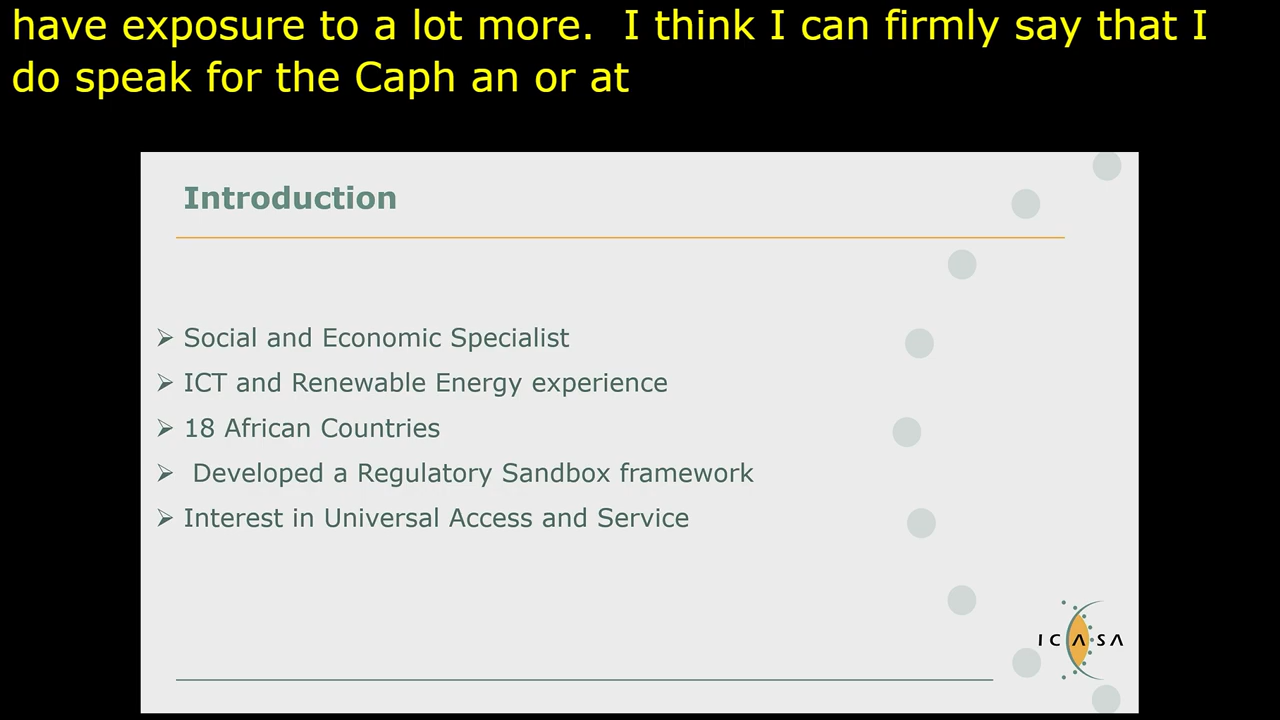 have exposure to a lot more.  I think I can firmly say that I
do speak for the Caph an or at
Introduction
➢ Social and Economic Specialist
➢ ICT and Renewable Energy experience
➢ 18 African Countries
➢ Developed a Regulatory Sandbox framework
➢ Interest in Universal Access and Service
ICASA